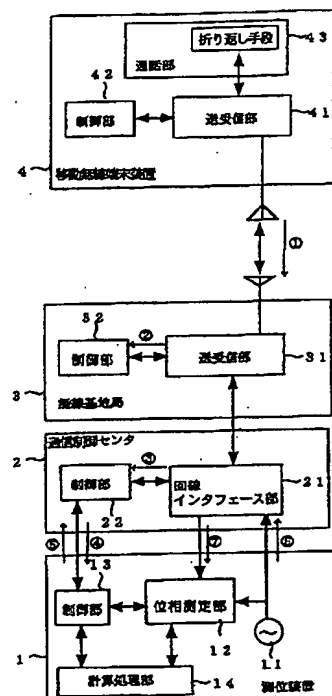 43
折り返し手段
通話部
42
制御部
送受信部
41
4
移動無線端末装置
①
32
②
制御部
送受信部
31
3
無線基地局
通信制御センタ
2
③
制御部
回線
インタフェース部
21
22
⑤
④
⑦
⑥
13
制御部
位相測定部
12
1
計算処理部
14
11
測位装置